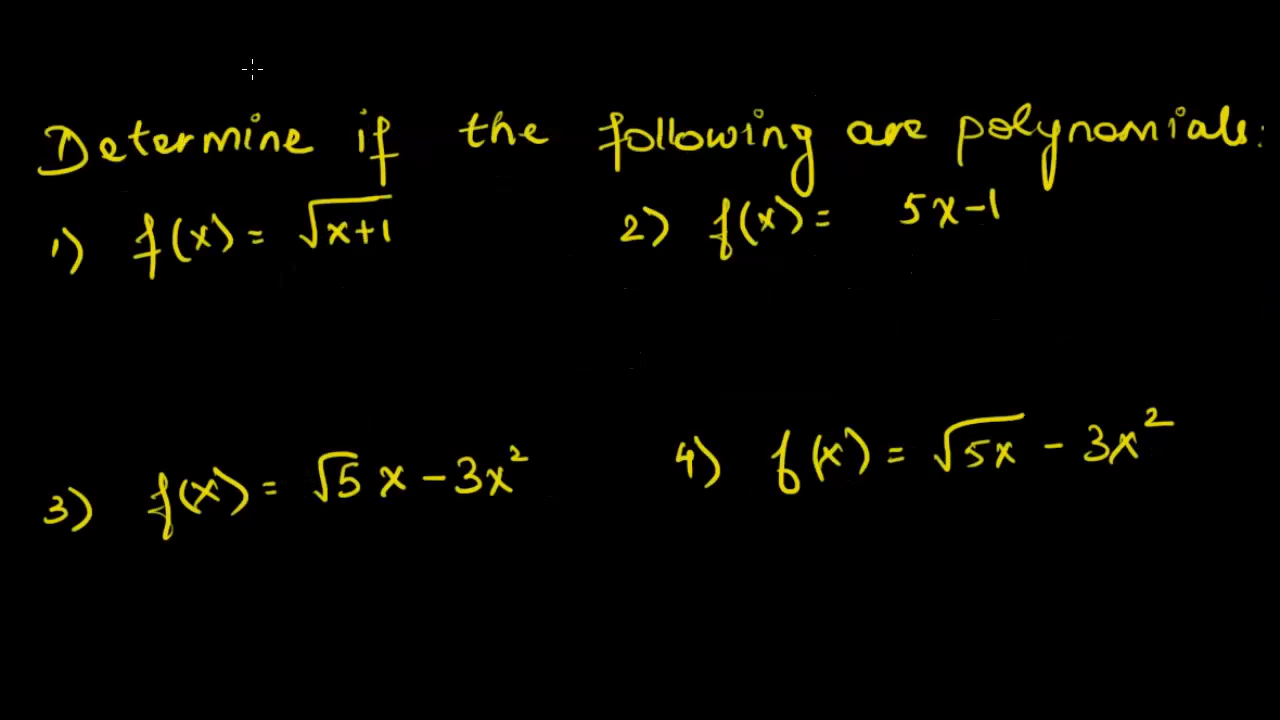 Determine if the following are polynomials:
1) f(x) = √(x+1) 2) f(x) = 5x-1
3) f(x) = √5 x - 3x²
4) f(x) = √(5x) - 3x²